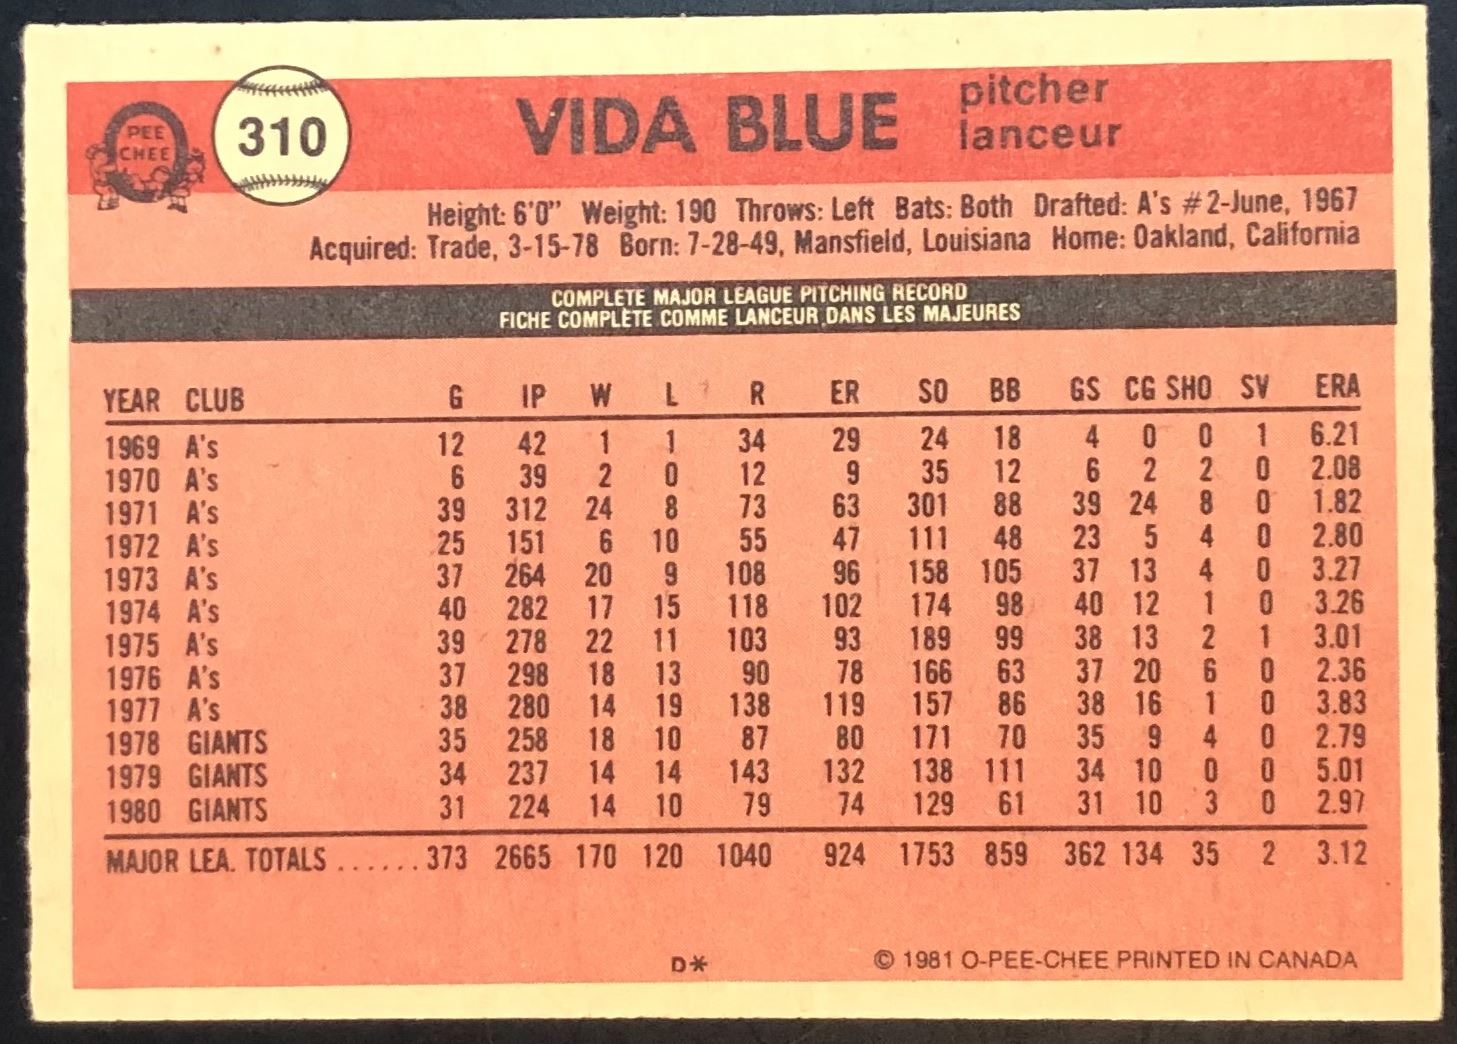 PEE
CHEE
310
VIDA BLUE
pitcher
lanceur
Height: 6'0" Weight: 190 Throws: Left Bats: Both Drafted: A's #2-June, 1967
Acquired: Trade, 3-15-78 Born: 7-28-49, Mansfield, Louisiana Home: Oakland, California
COMPLETE MAJOR LEAGUE PITCHING RECORD
FICHE COMPLÈTE COMME LANCEUR DANS LES MAJEURES
YEAR CLUB G IP W L R ER SO BB GS CG SHO SV ERA
1969 A's 12 42 1 1 34 29 24 18 4 0 0 1 6.21
1970 A's 6 39 2 0 12 9 35 12 6 2 2 0 2.08
1971 A's 39 312 24 8 73 63 301 88 39 24 8 0 1.82
1972 A's 25 151 6 10 55 47 111 48 23 5 4 0 2.80
1973 A's 37 264 20 9 108 96 158 105 37 13 4 0 3.27
1974 A's 40 282 17 15 118 102 174 98 40 12 1 0 3.26
1975 A's 39 278 22 11 103 93 189 99 38 13 2 1 3.01
1976 A's 37 298 18 13 90 78 166 63 37 20 6 0 2.36
1977 A's 38 280 14 19 138 119 157 86 38 16 1 0 3.83
1978 GIANTS 35 258 18 10 87 80 171 70 35 9 4 0 2.79
1979 GIANTS 34 237 14 14 143 132 138 111 34 10 0 0 5.01
1980 GIANTS 31 224 14 10 79 74 129 61 31 10 3 0 2.97
MAJOR LEA. TOTALS ...... 373 2665 170 120 1040 924 1753 859 362 134 35 2 3.12
D*
© 1981 O-PEE-CHEE PRINTED IN CANADA